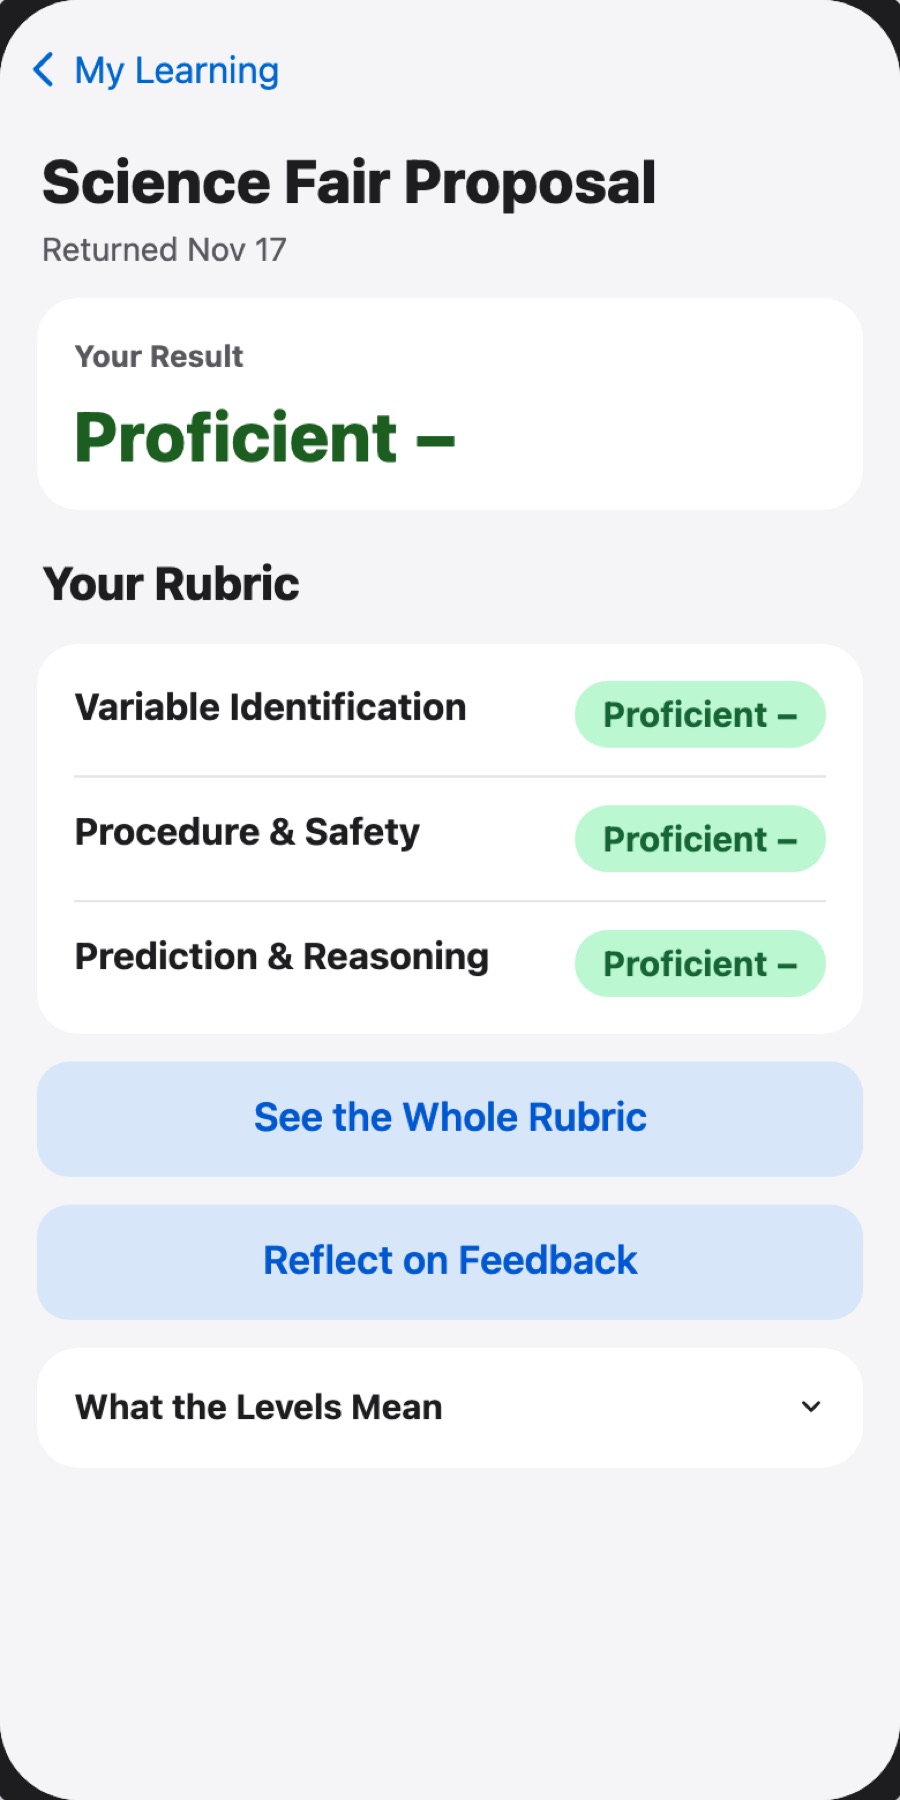 My Learning
Science Fair Proposal
Returned Nov 17
Your Result
Proficient –
Your Rubric
Variable Identification Proficient –
Procedure & Safety Proficient –
Prediction & Reasoning Proficient –
See the Whole Rubric
Reflect on Feedback
What the Levels Mean